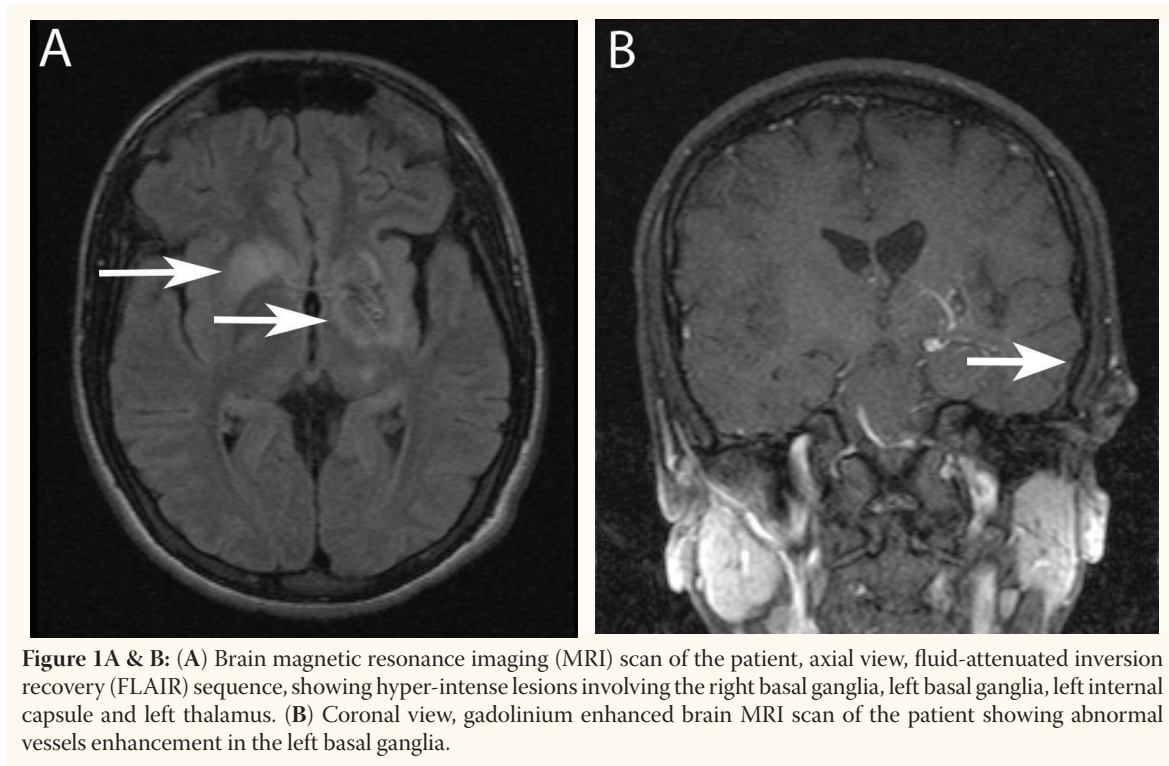 A
B
Figure 1A & B: (A) Brain magnetic resonance imaging (MRI) scan of the patient, axial view, fluid-attenuated inversion
recovery (FLAIR) sequence, showing hyper-intense lesions involving the right basal ganglia, left basal ganglia, left internal
capsule and left thalamus. (B) Coronal view, gadolinium enhanced brain MRI scan of the patient showing abnormal
vessels enhancement in the left basal ganglia.